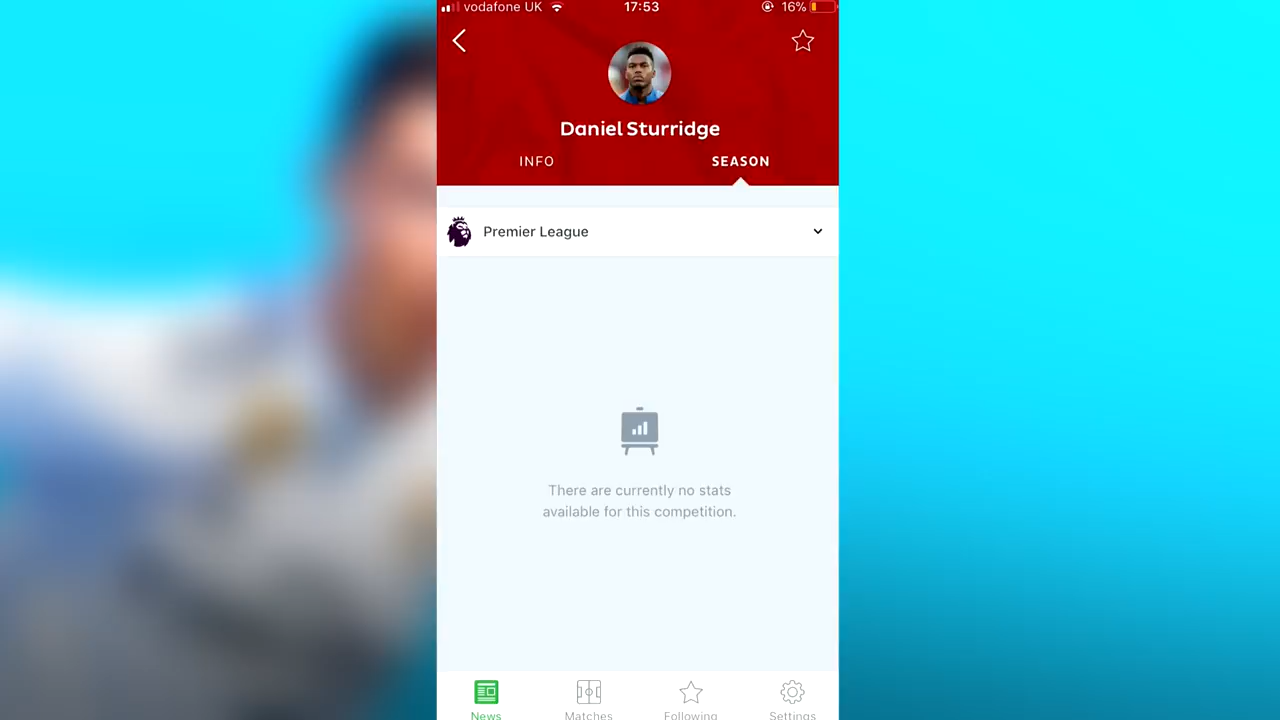 vodafone UK 17:53 16%
Daniel Sturridge
INFO SEASON
Premier League
There are currently no stats
available for this competition.
News Matches Following Settings